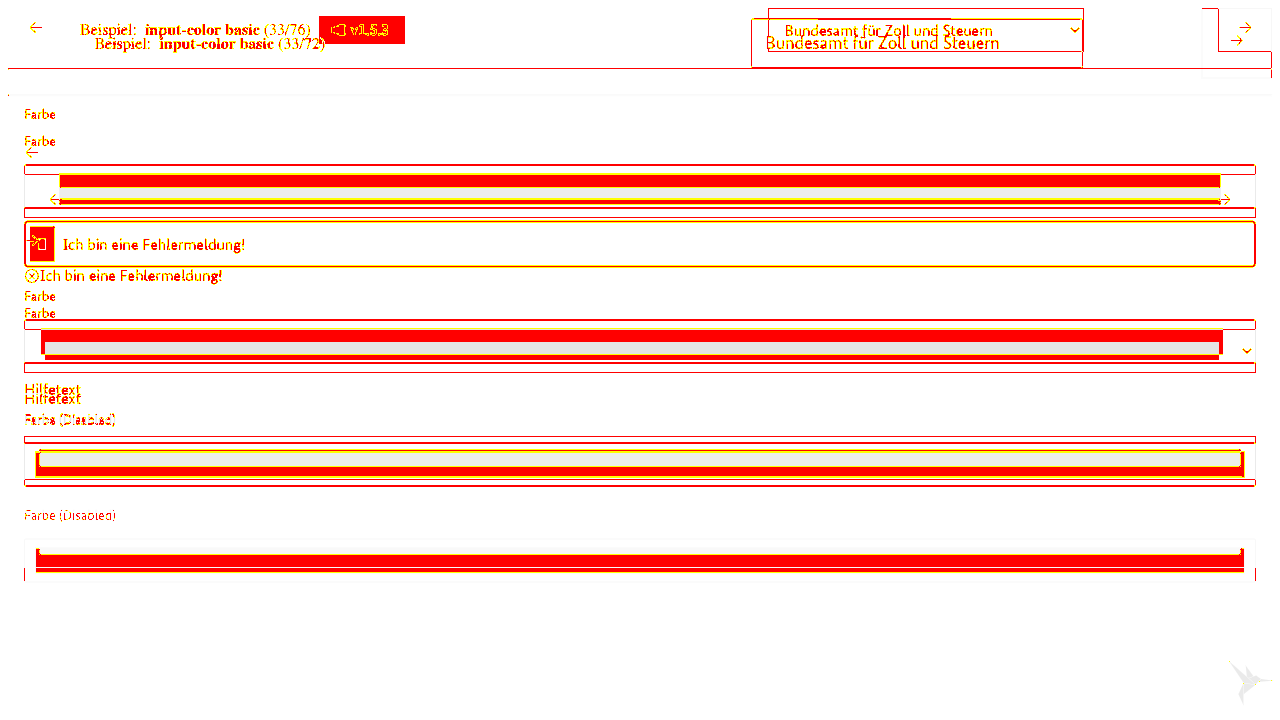 Beispiel: input-color basic (33/76) v1.5.3
Beispiel: input-color basic (33/72)
Bundesamt für Zoll und Steuern
Bundesamt für Zoll und Steuern
Farbe
Farbe
Ich bin eine Fehlermeldung!
Ich bin eine Fehlermeldung!
Farbe
Farbe
Hilfetext
Hilfetext
Farbe (Disabled)
Farbe (Disabled)